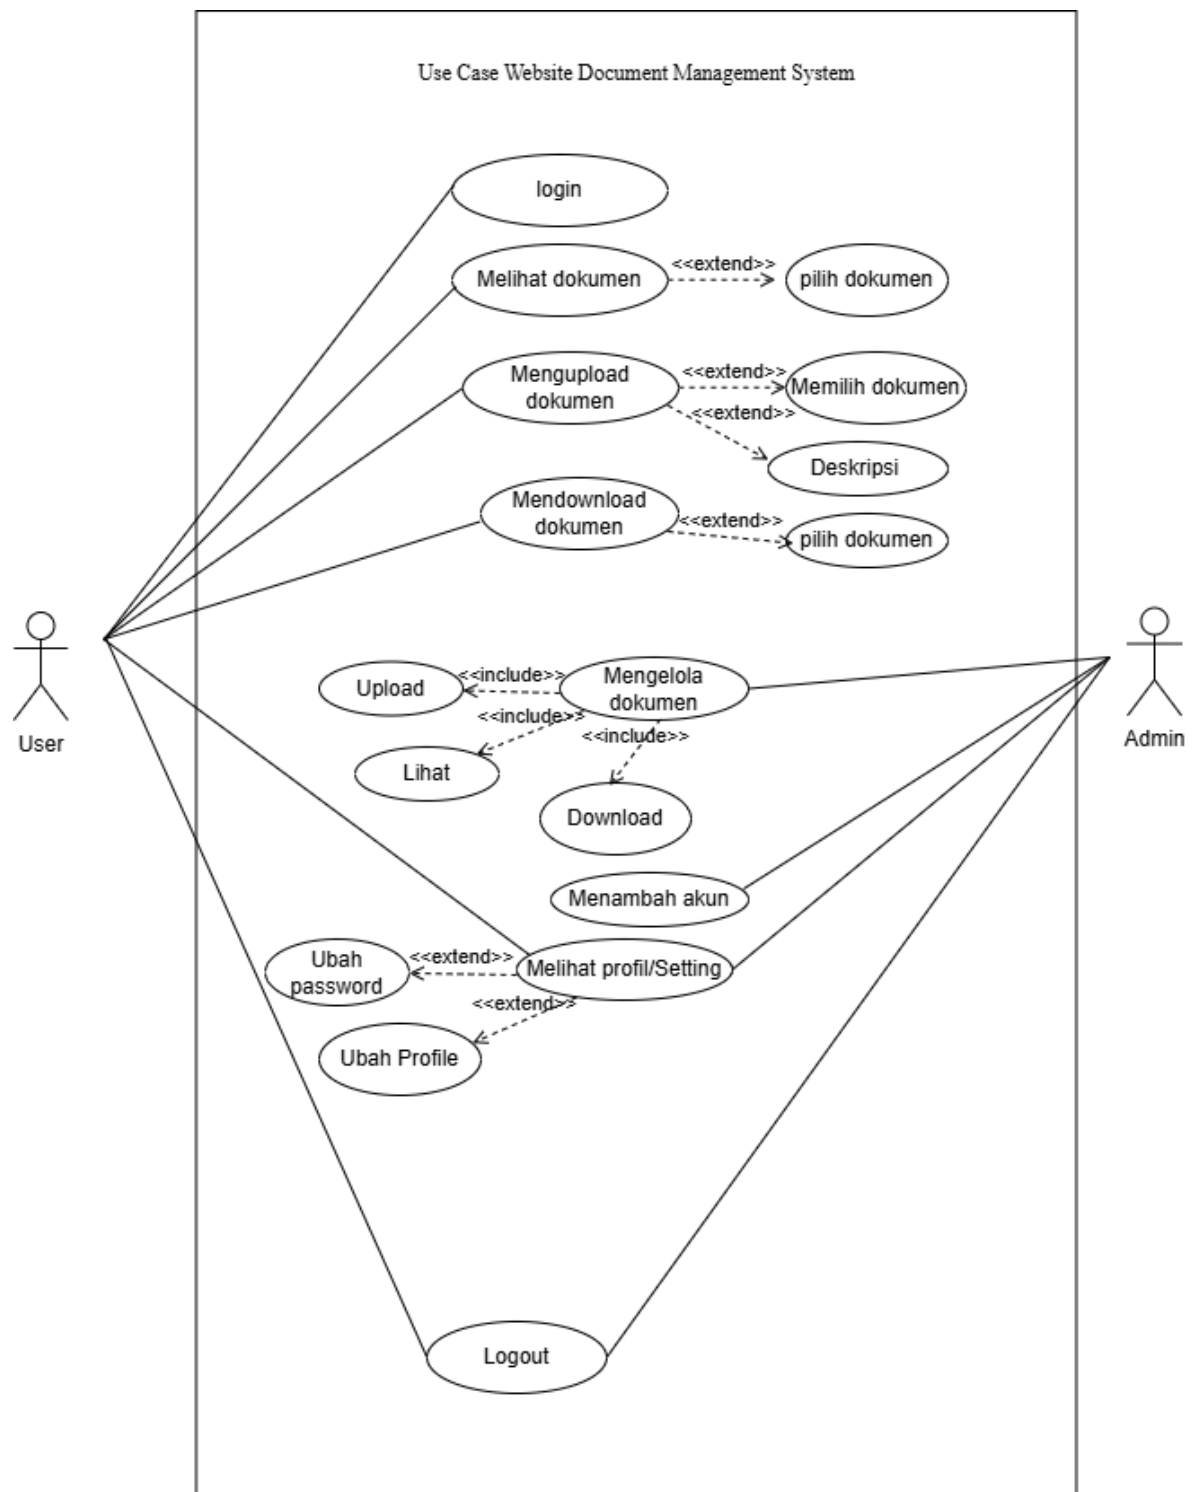 Use Case Website Document Management System
login
<<extend>>
Melihat dokumen
pilih dokumen
<<extend>>
Mengupload
dokumen
Memilih dokumen
<<extend>>
Deskripsi
Mendownload
dokumen
<<extend>>
pilih dokumen
User
Admin
<<include>>
Mengelola
dokumen
Upload
<<include>>
<<include>>
Lihat
Download
Menambah akun
Ubah
password
<<extend>>
Melihat profil/Setting
<<extend>>
Ubah Profile
Logout